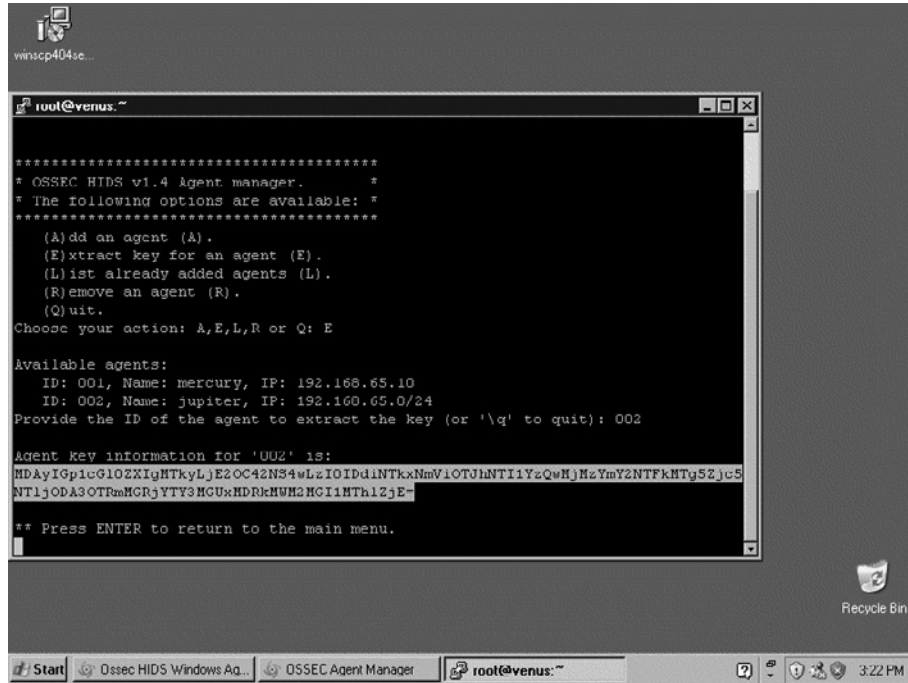 winscp404se...
root@venus:~
****************************************
* OSSEC HIDS v1.4 Agent manager. *
* The following options are available: *
****************************************
(A)dd an agent (A).
(E)xtract key for an agent (E).
(L)ist already added agents (L).
(R)emove an agent (R).
(Q)uit.
Choose your action: A,E,L,R or Q: E
Available agents:
ID: 001, Name: mercury, IP: 192.168.65.10
ID: 002, Name: jupiter, IP: 192.168.65.0/24
Provide the ID of the agent to extract the key (or '\q' to quit): 002
Agent key information for '002' is:
** Press ENTER to return to the main menu.
Recycle Bin
Start
Ossec HIDS Windows Ag...
OSSEC Agent Manager
root@venus:~
3:22 PM